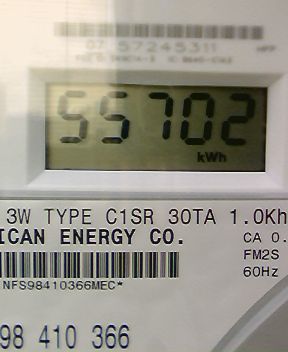 07 57245311
55702
kWh
3W TYPE C1SR 30TA 1.0Kh
ICAN ENERGY CO. CA 0.
FM2S
60Hz
NFS98410366MEC*
98 410 366